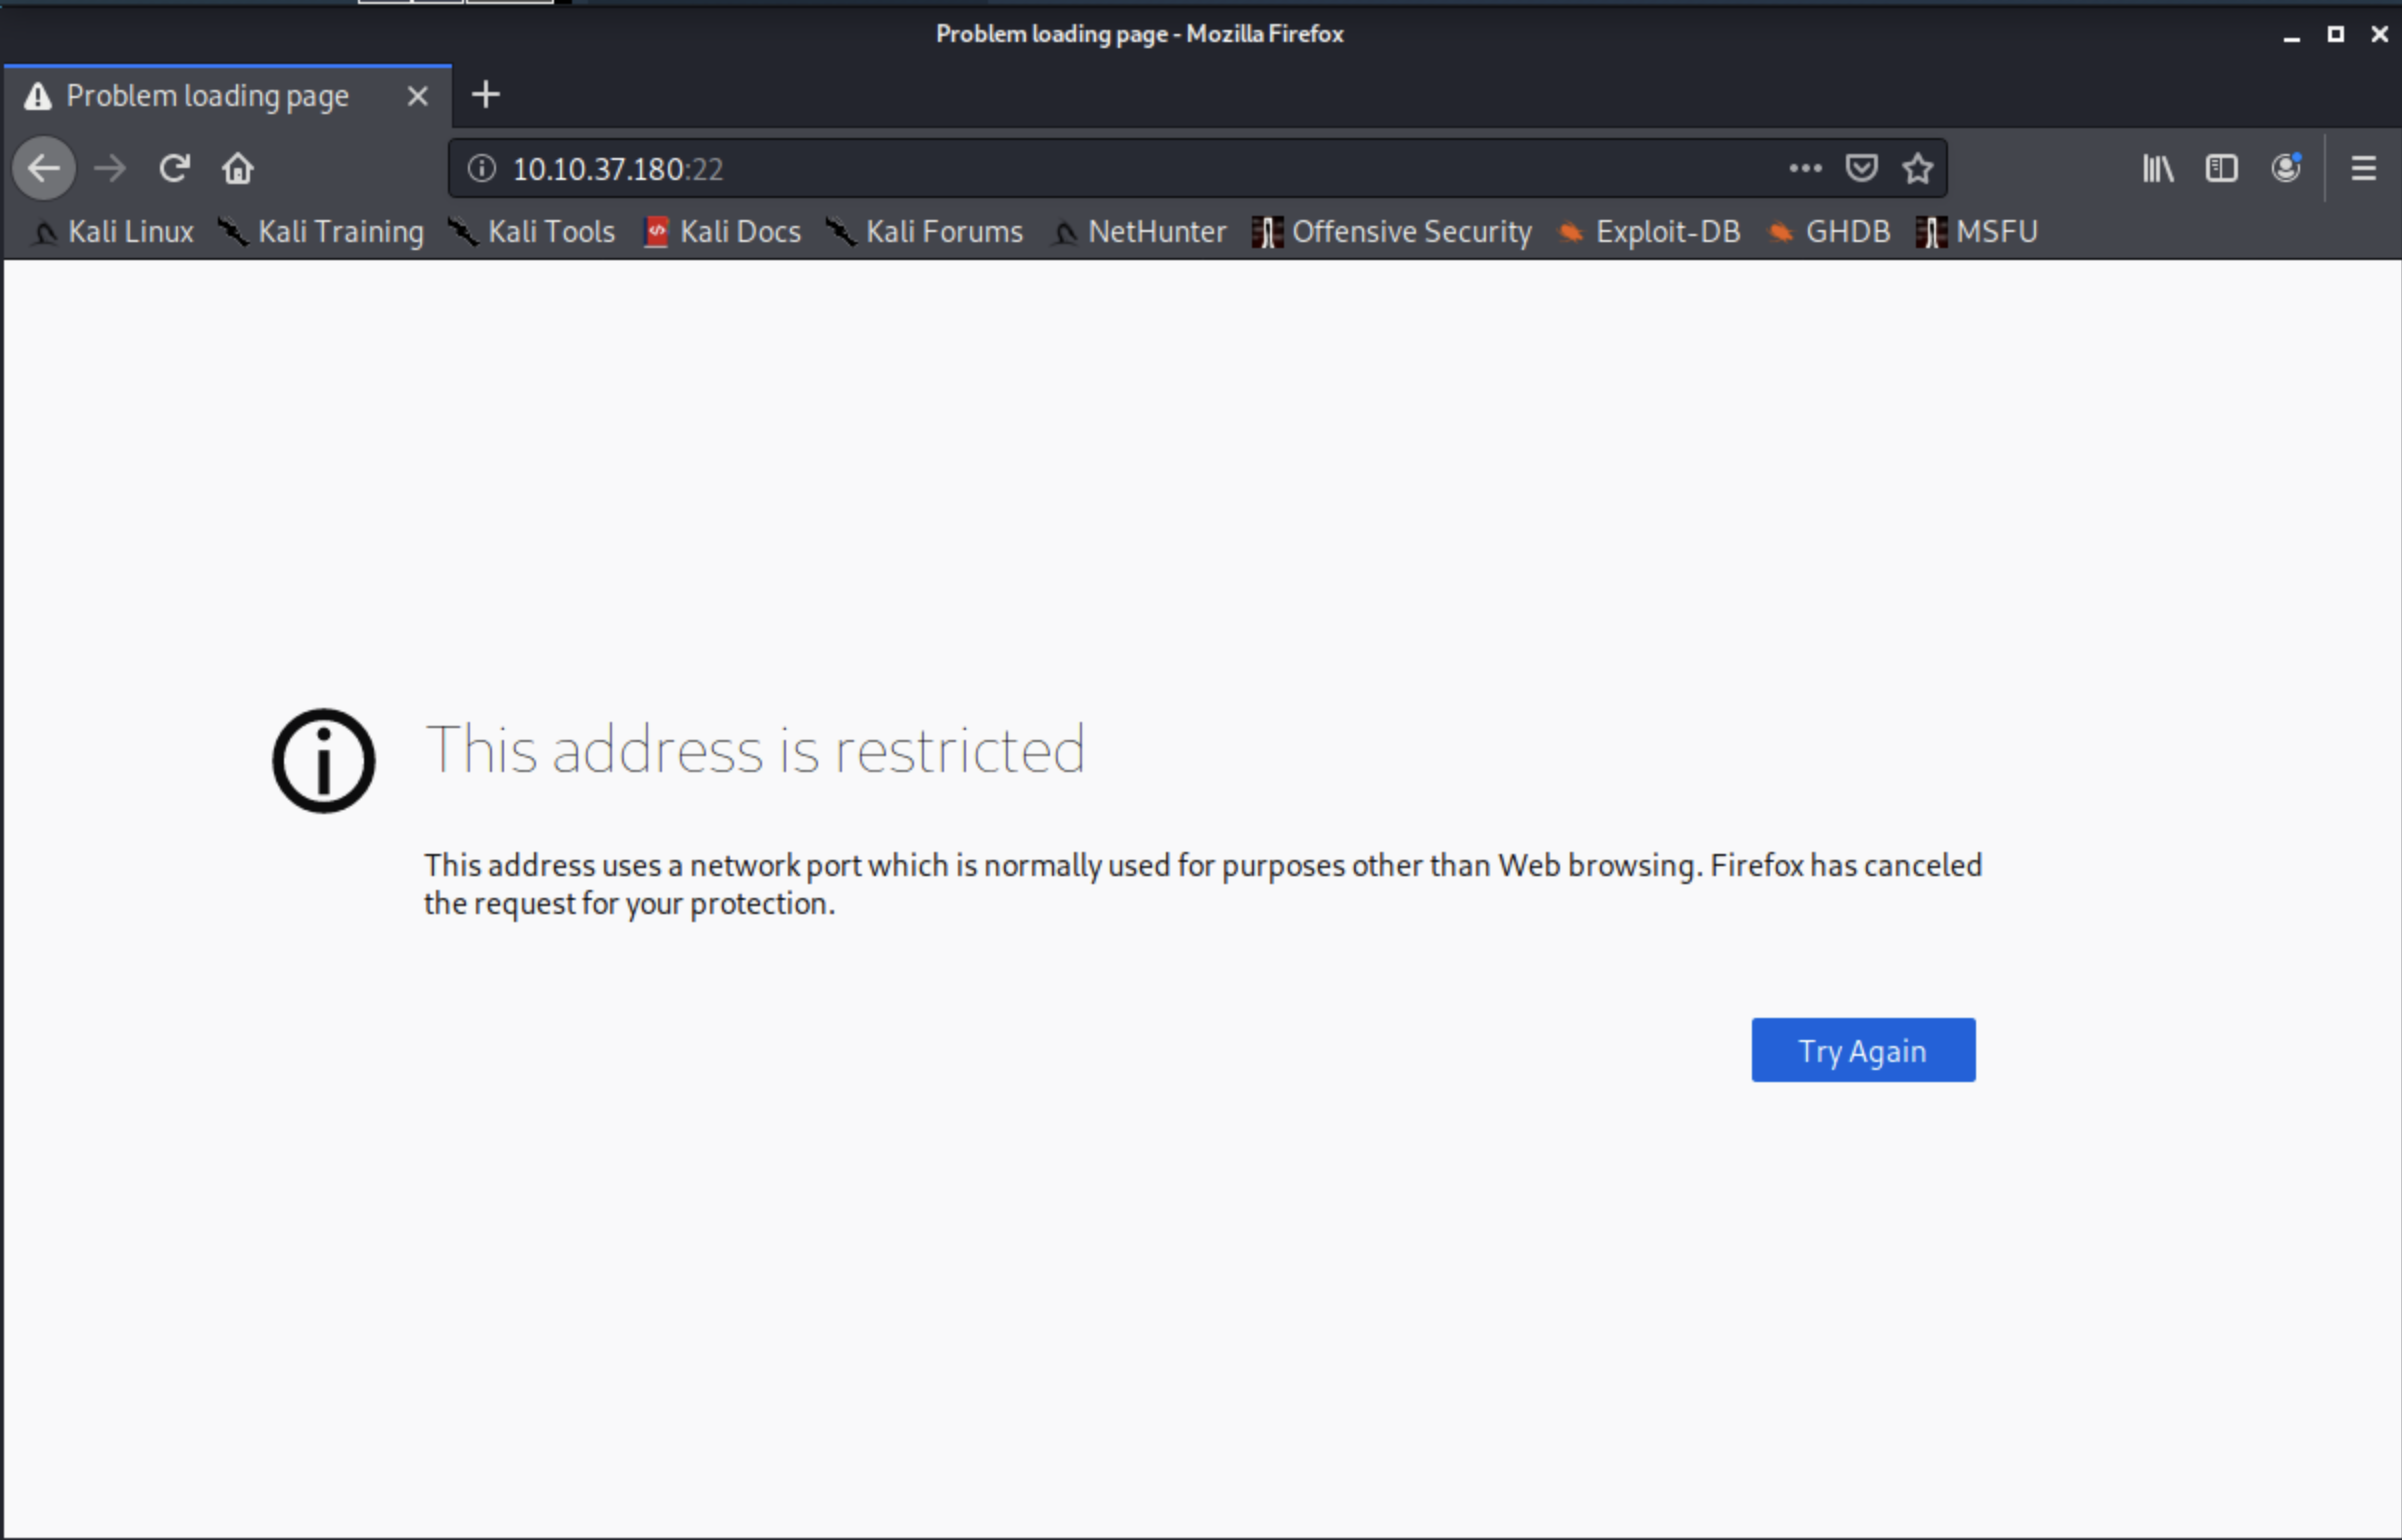 Problem loading page - Mozilla Firefox
Problem loading page
10.10.37.180:22
Kali Linux Kali Training Kali Tools Kali Docs Kali Forums NetHunter Offensive Security Exploit-DB GHDB MSFU
This address is restricted
This address uses a network port which is normally used for purposes other than Web browsing. Firefox has canceled
the request for your protection.
Try Again